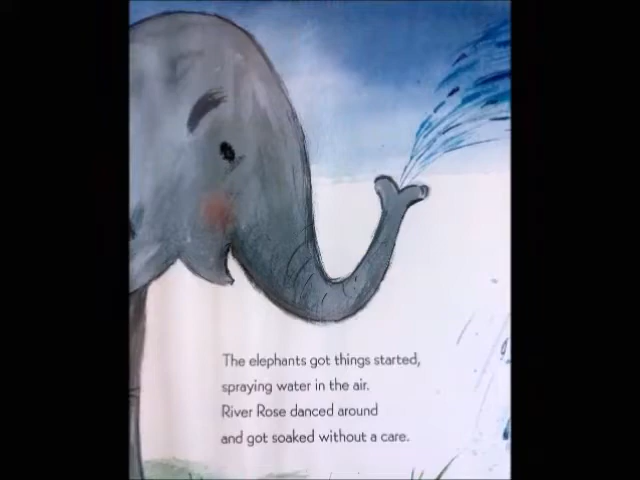 The elephants got things started,
spraying water in the air.
River Rose danced around
and got soaked without a care.